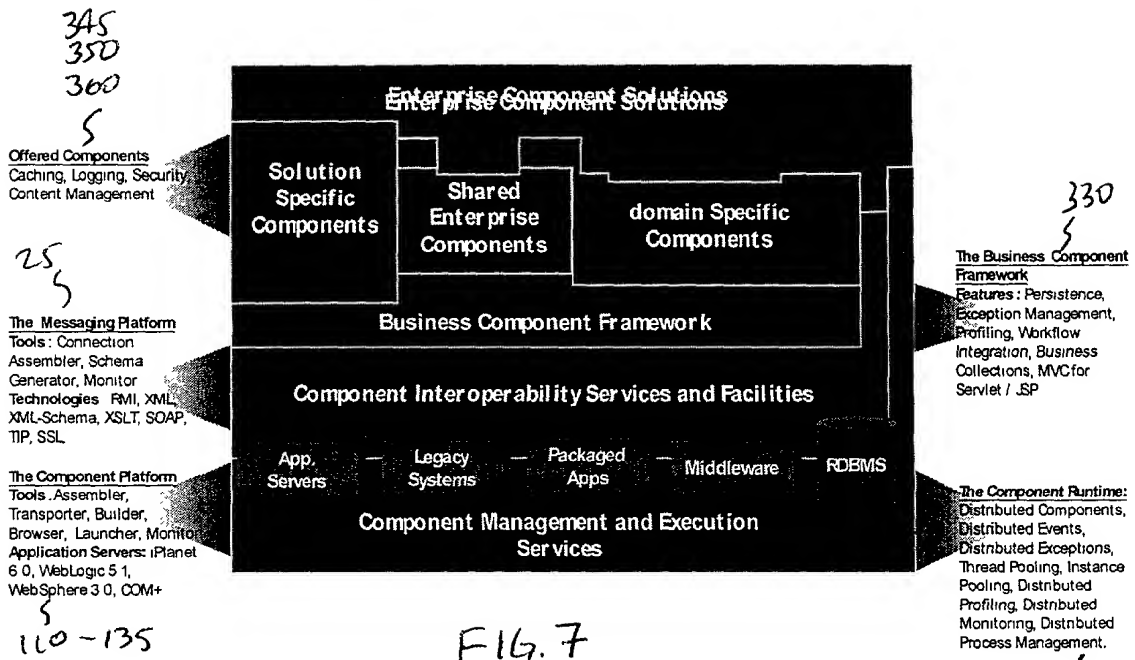 345
350
360
Offered Components
Caching, Logging, Security
Content Management
25
The Messaging Platform
Tools: Connection
Assembler, Schema
Generator, Monitor
Technologies RMI, XML,
XML-Schema, XSLT, SOAP,
TIP, SSL
The Component Platform
Tools. Assembler,
Transporter, Builder,
Browser, Launcher, Monitor
Application Servers: iPlanet
6 0, WebLogic 5 1,
WebSphere 3 0, COM+
110-135
Enterprise Component Solutions
Enterprise Component Solutions
Solution
Specific
Components
Shared
Enterprise
Components
domain Specific
Components
Business Component Framework
Component Interoperability Services and Facilities
App.
Servers
Legacy
Systems
Packaged
Apps
Middleware
RDBMS
Component Management and Execution
Services
330
The Business Component
Framework
Features: Persistence,
Exception Management,
Profiling, Workflow
Integration, Business
Collections, MVC for
Servlet / JSP
The Component Runtime:
Distributed Components,
Distributed Events,
Distributed Exceptions,
Thread Pooling, Instance
Pooling, Distributed
Profiling, Distributed
Monitoring, Distributed
Process Management.
FIG. 7